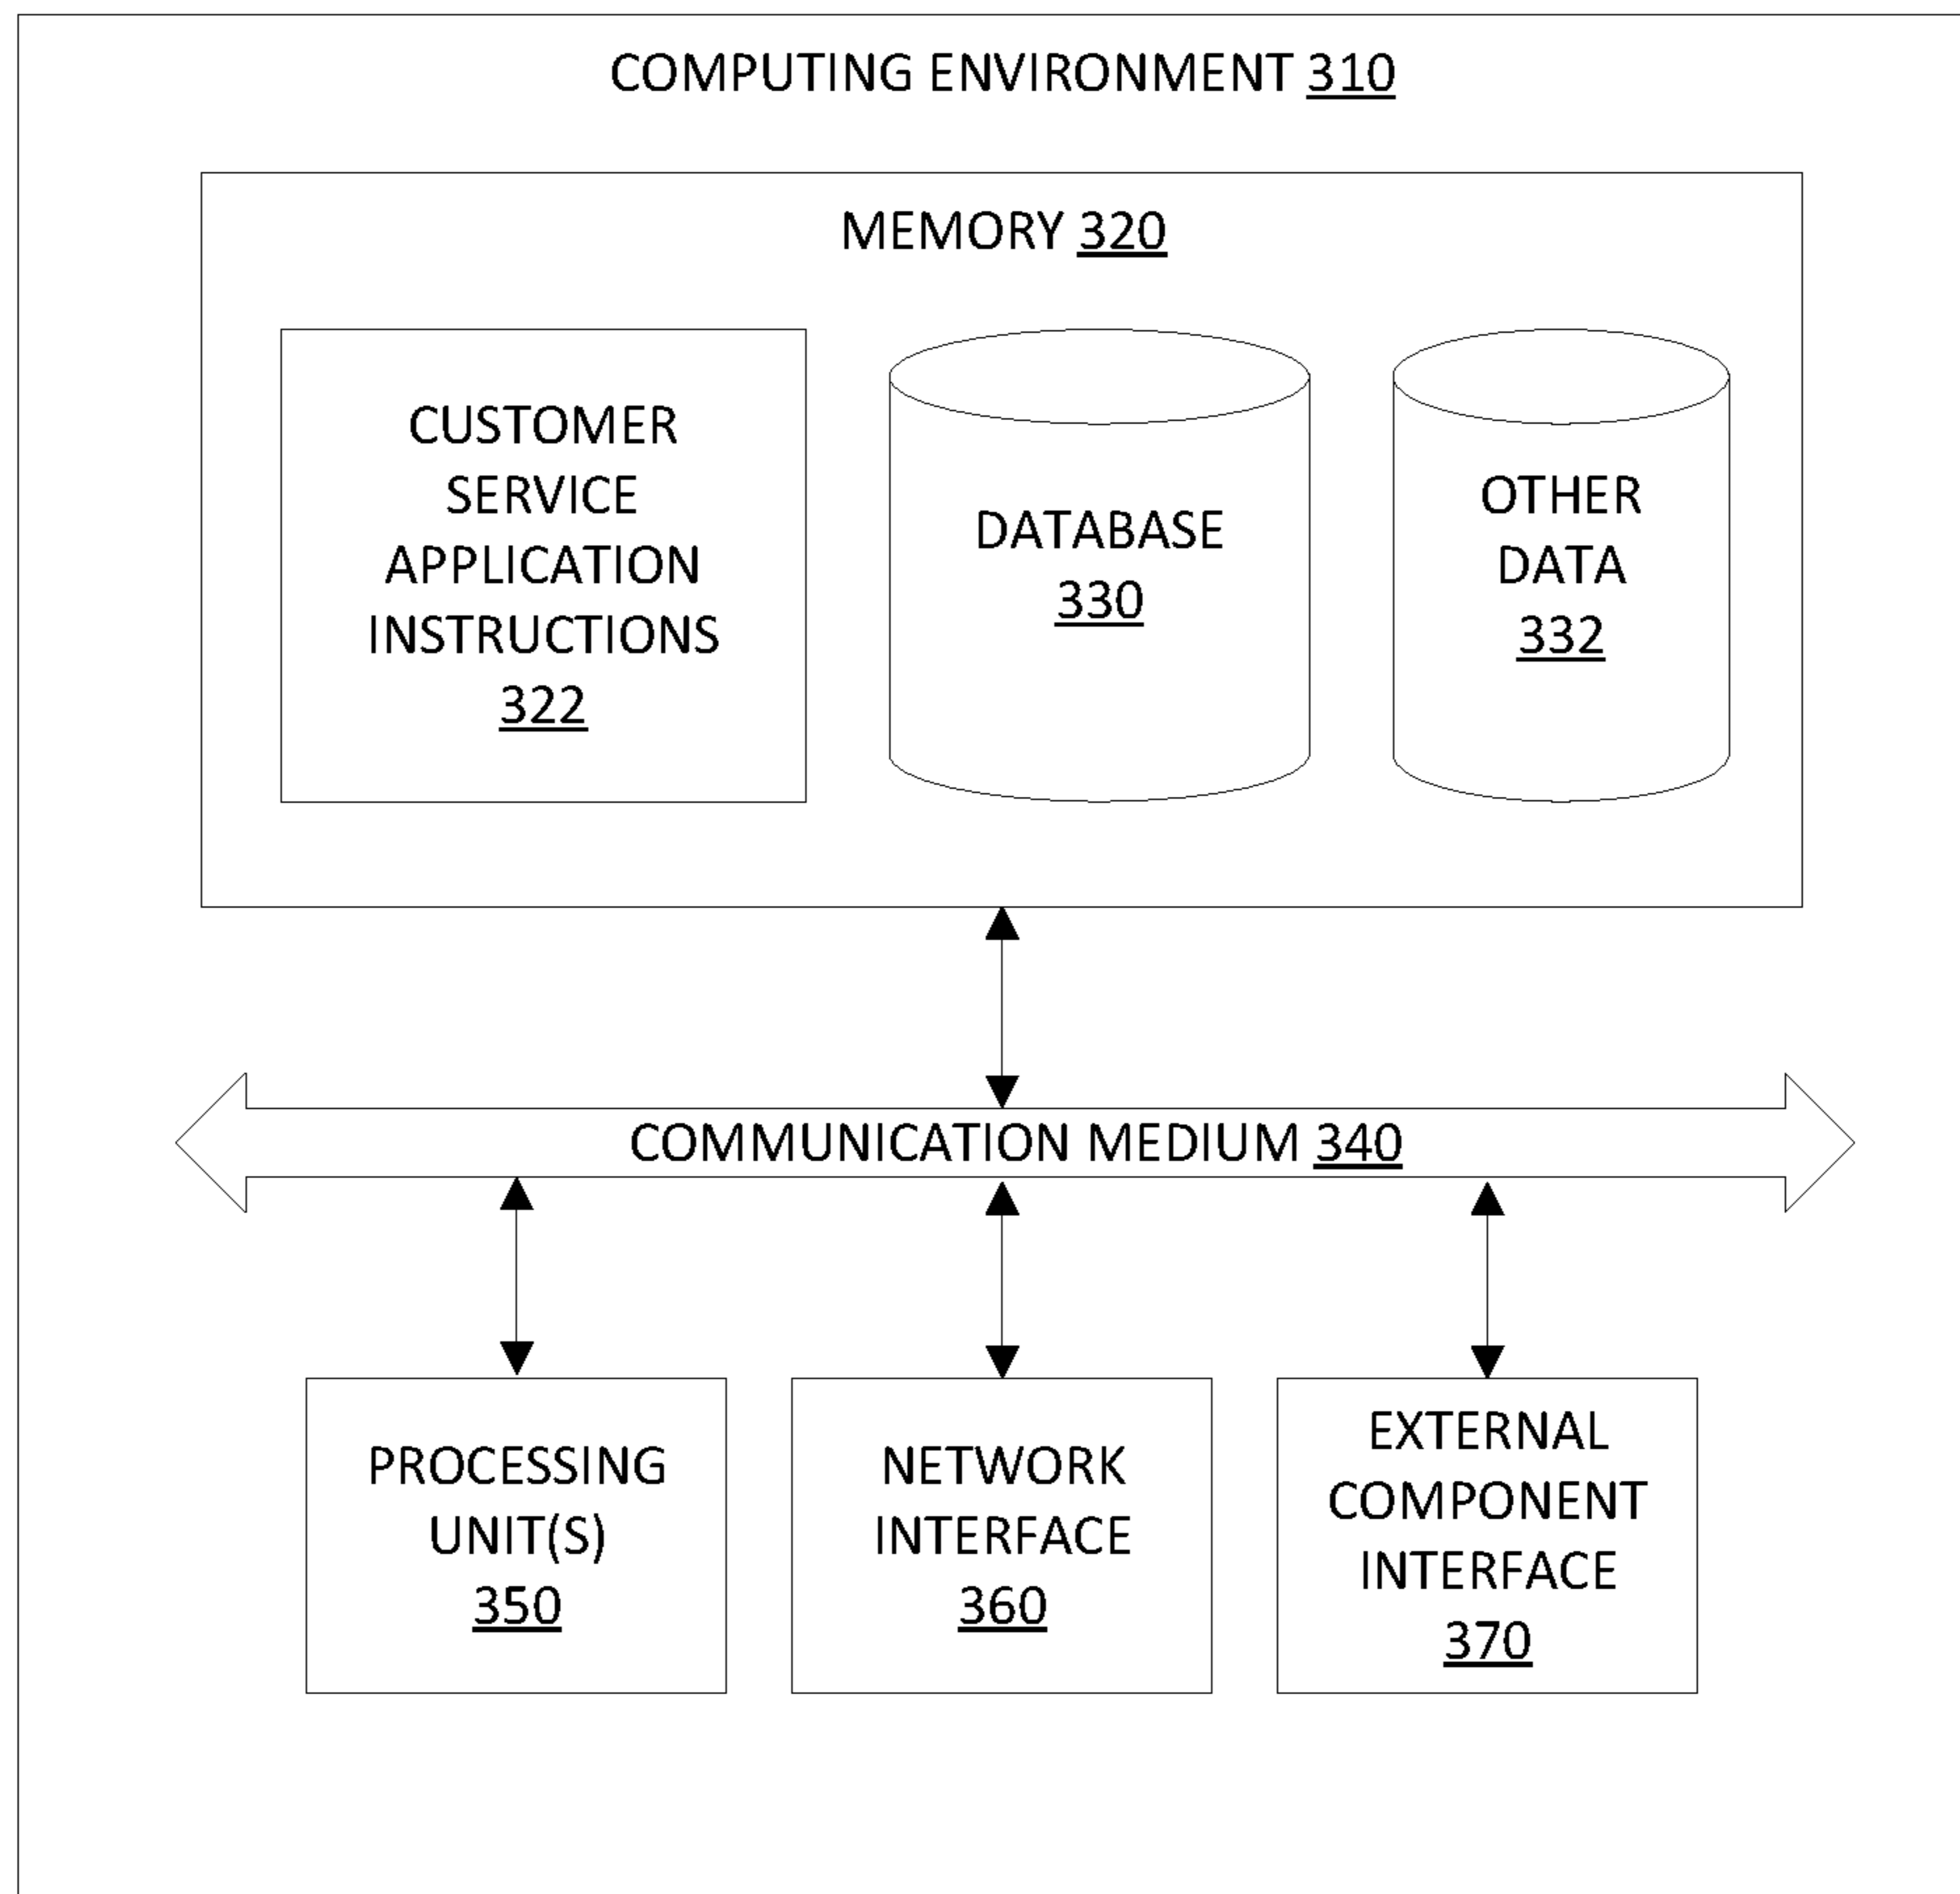 COMPUTING ENVIRONMENT 310
MEMORY 320
CUSTOMER
SERVICE
APPLICATION
INSTRUCTIONS
322
DATABASE
330
OTHER
DATA
332
COMMUNICATION MEDIUM 340
PROCESSING
UNIT(S)
350
NETWORK
INTERFACE
360
EXTERNAL
COMPONENT
INTERFACE
370